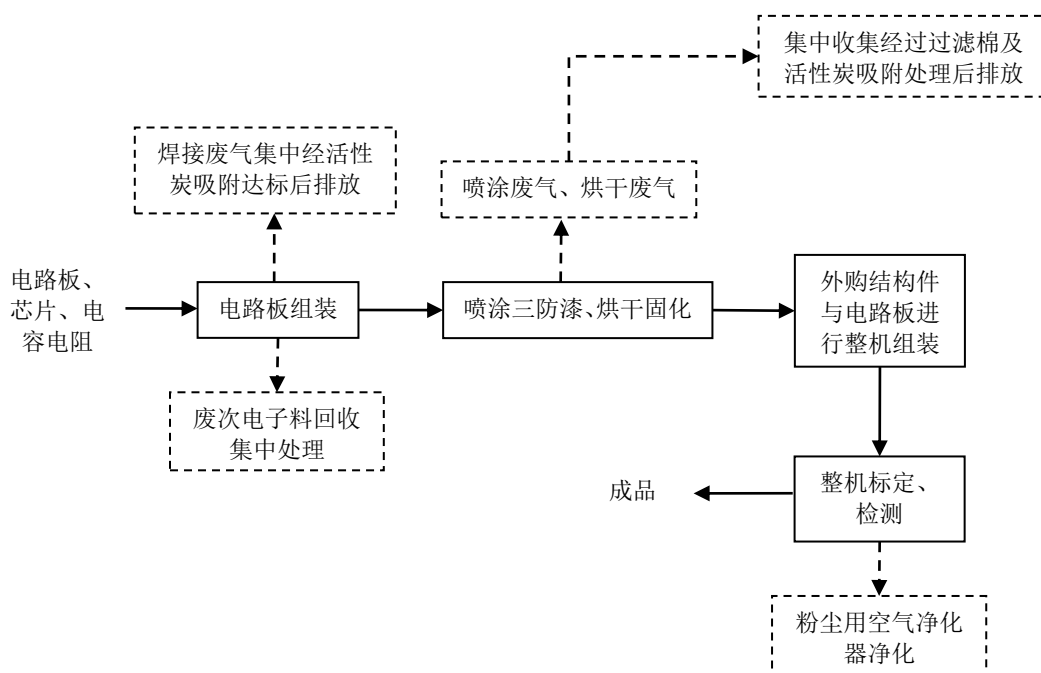 集中收集经过过滤棉及
活性炭吸附处理后排放
焊接废气集中经活性
炭吸附达标后排放
喷涂废气、烘干废气
电路板、
芯片、电
容电阻
电路板组装
喷涂三防漆、烘干固化
外购结构件
与电路板进
行整机组装
废次电子料回收
集中处理
成品
整机标定、
检测
粉尘用空气净化
器净化